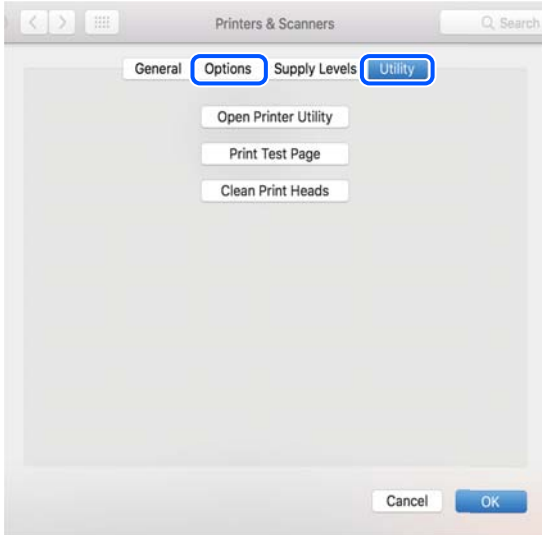 Printers & Scanners Search
General Options Supply Levels Utility
Open Printer Utility
Print Test Page
Clean Print Heads
Cancel OK